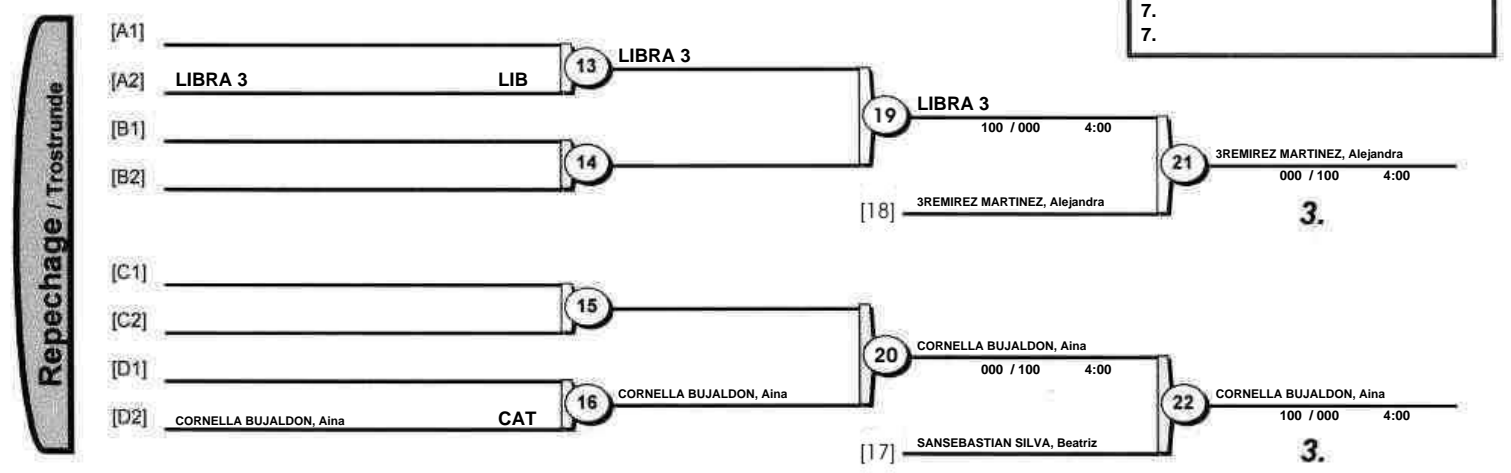 7.
7.
Repechage / Trostrunde
[A1]
[A2] LIBRA 3 LIB
13 LIBRA 3
[B1]
[B2]
14
19 LIBRA 3
100 / 000 4:00
[18] 3REMIREZ MARTINEZ, Alejandra
21 3REMIREZ MARTINEZ, Alejandra
000 / 100 4:00
3.
[C1]
[C2]
15
[D1]
[D2] CORNELLA BUJALDON, Aina CAT
16 CORNELLA BUJALDON, Aina
20 CORNELLA BUJALDON, Aina
000 / 100 4:00
[17] SANSEBASTIAN SILVA, Beatriz
22 CORNELLA BUJALDON, Aina
100 / 000 4:00
3.